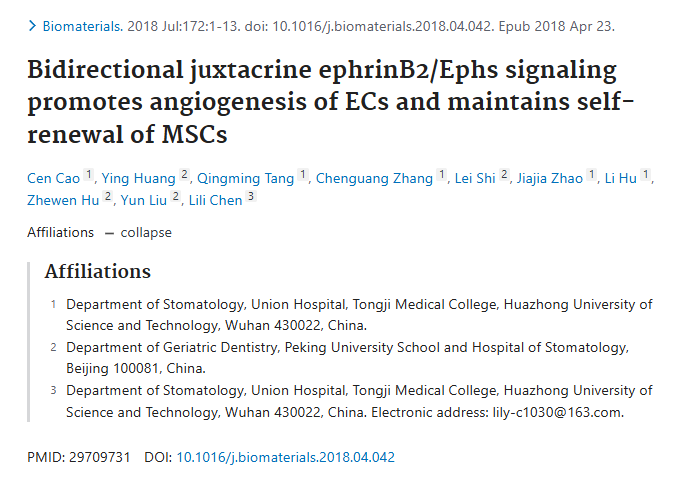 Biomaterials. 2018 Jul:172:1-13. doi: 10.1016/j.biomaterials.2018.04.042. Epub 2018 Apr 23.
Bidirectional juxtacrine ephrinB2/Ephs signaling
promotes angiogenesis of ECs and maintains self-
renewal of MSCs
Cen Cao 1, Ying Huang 2, Qingming Tang 1, Chenguang Zhang 1, Lei Shi 2, Jiajia Zhao 1, Li Hu 1,
Zhewen Hu 2, Yun Liu 2, Lili Chen 3
Affiliations — collapse
Affiliations
1 Department of Stomatology, Union Hospital, Tongji Medical College, Huazhong University of
Science and Technology, Wuhan 430022, China.
2 Department of Geriatric Dentistry, Peking University School and Hospital of Stomatology,
Beijing 100081, China.
3 Department of Stomatology, Union Hospital, Tongji Medical College, Huazhong University of
Science and Technology, Wuhan 430022, China. Electronic address: lily-c1030@163.com.
PMID: 29709731 DOI: 10.1016/j.biomaterials.2018.04.042